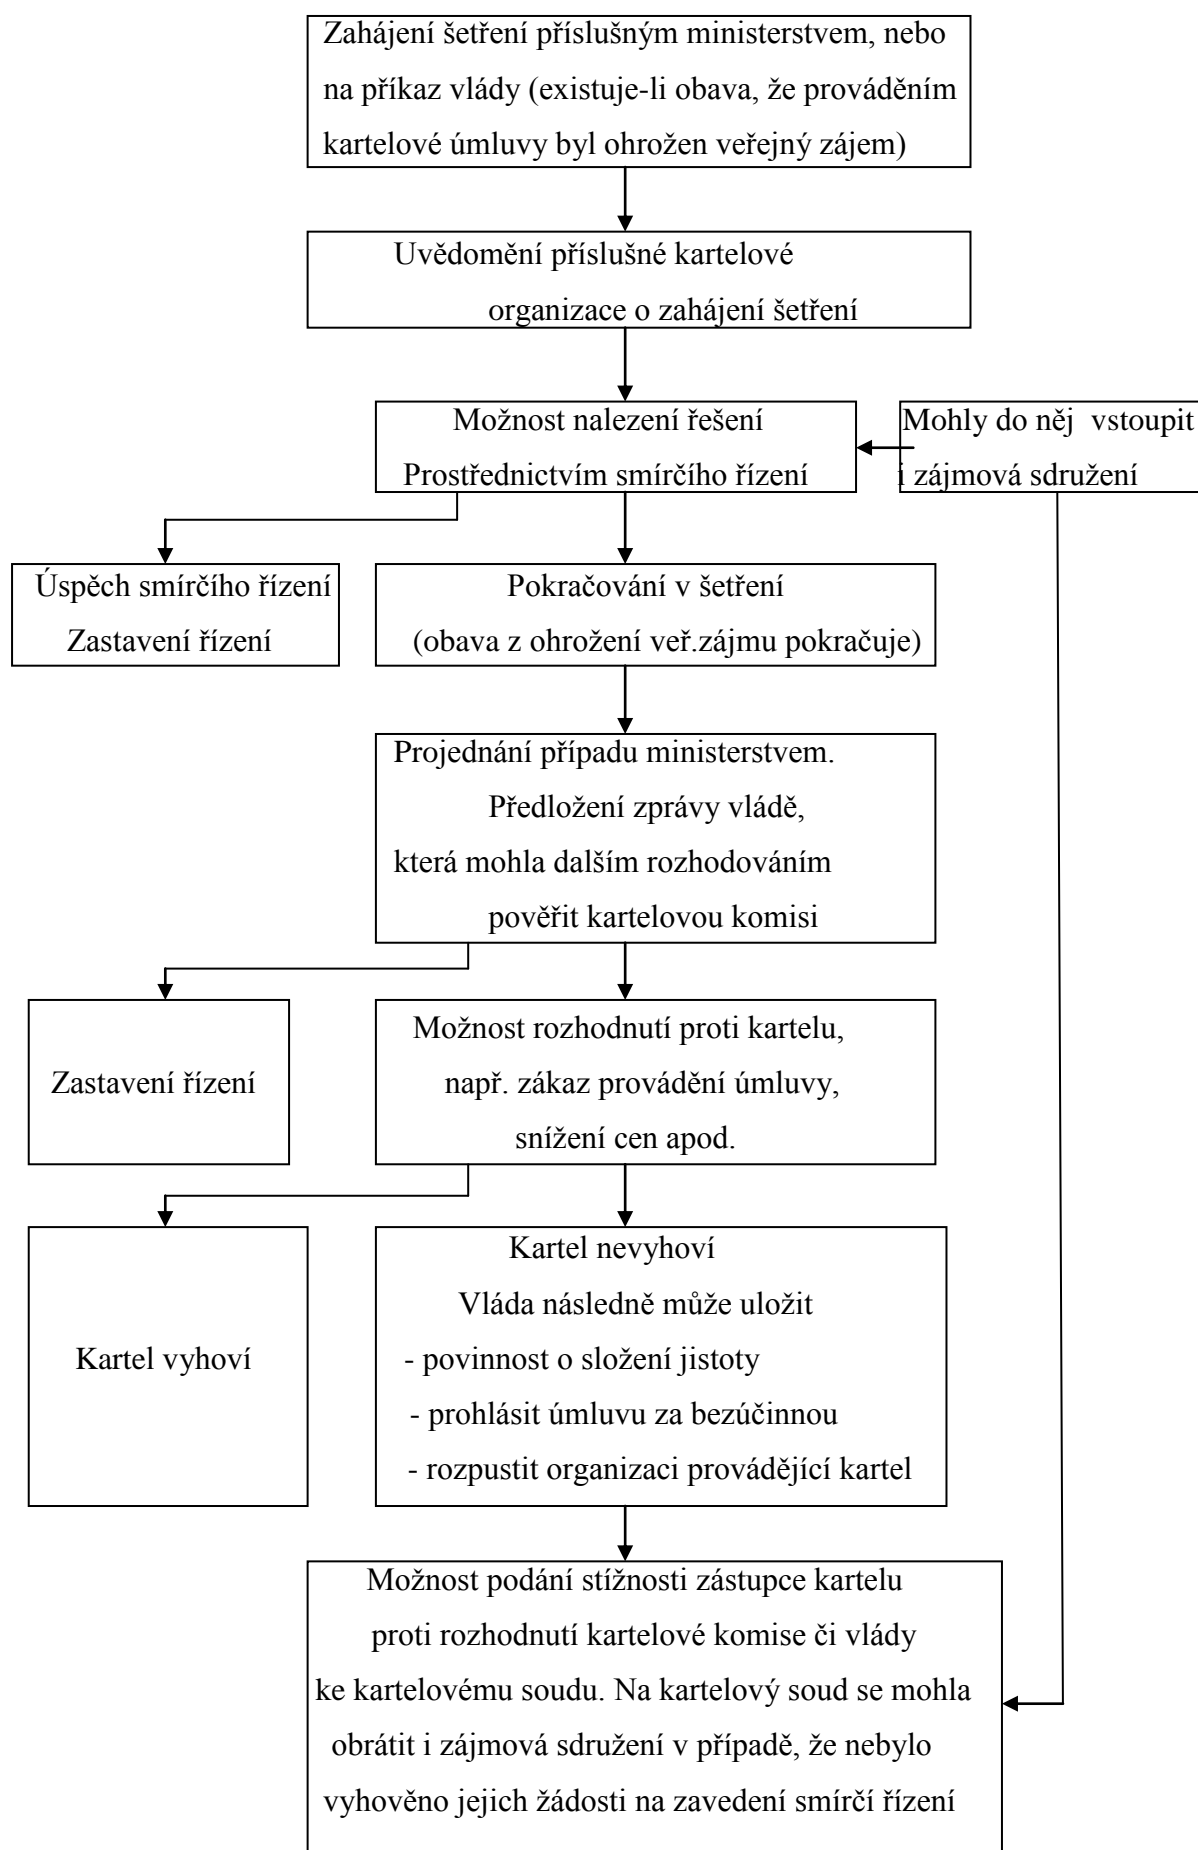 Zahájení šetření příslušným ministerstvem, nebo
na příkaz vlády (existuje-li obava, že prováděním
kartelové úmluvy byl ohrožen veřejný zájem)
Uvědomění příslušné kartelové
organizace o zahájení šetření
Možnost nalezení řešení
Prostřednictvím smírčího řízení
Mohly do něj  vstoupit
i zájmová sdružení
Úspěch smírčího řízení
Zastavení řízení
Pokračování v šetření
(obava z ohrožení veř.zájmu pokračuje)
Projednání případu ministerstvem.
Předložení zprávy vládě,
která mohla dalším rozhodováním
pověřit kartelovou komisi
Zastavení řízení
Možnost rozhodnutí proti kartelu,
např. zákaz provádění úmluvy,
snížení cen apod.
Kartel vyhoví
Kartel nevyhoví
Vláda následně může uložit
- povinnost o složení jistoty
- prohlásit úmluvu za bezúčinnou
- rozpustit organizaci provádějící kartel
Možnost podání stížnosti zástupce kartelu
proti rozhodnutí kartelové komise či vlády
ke kartelovému soudu. Na kartelový soud se mohla
obrátit i zájmová sdružení v případě, že nebylo
vyhověno jejich žádosti na zavedení smírčí řízení